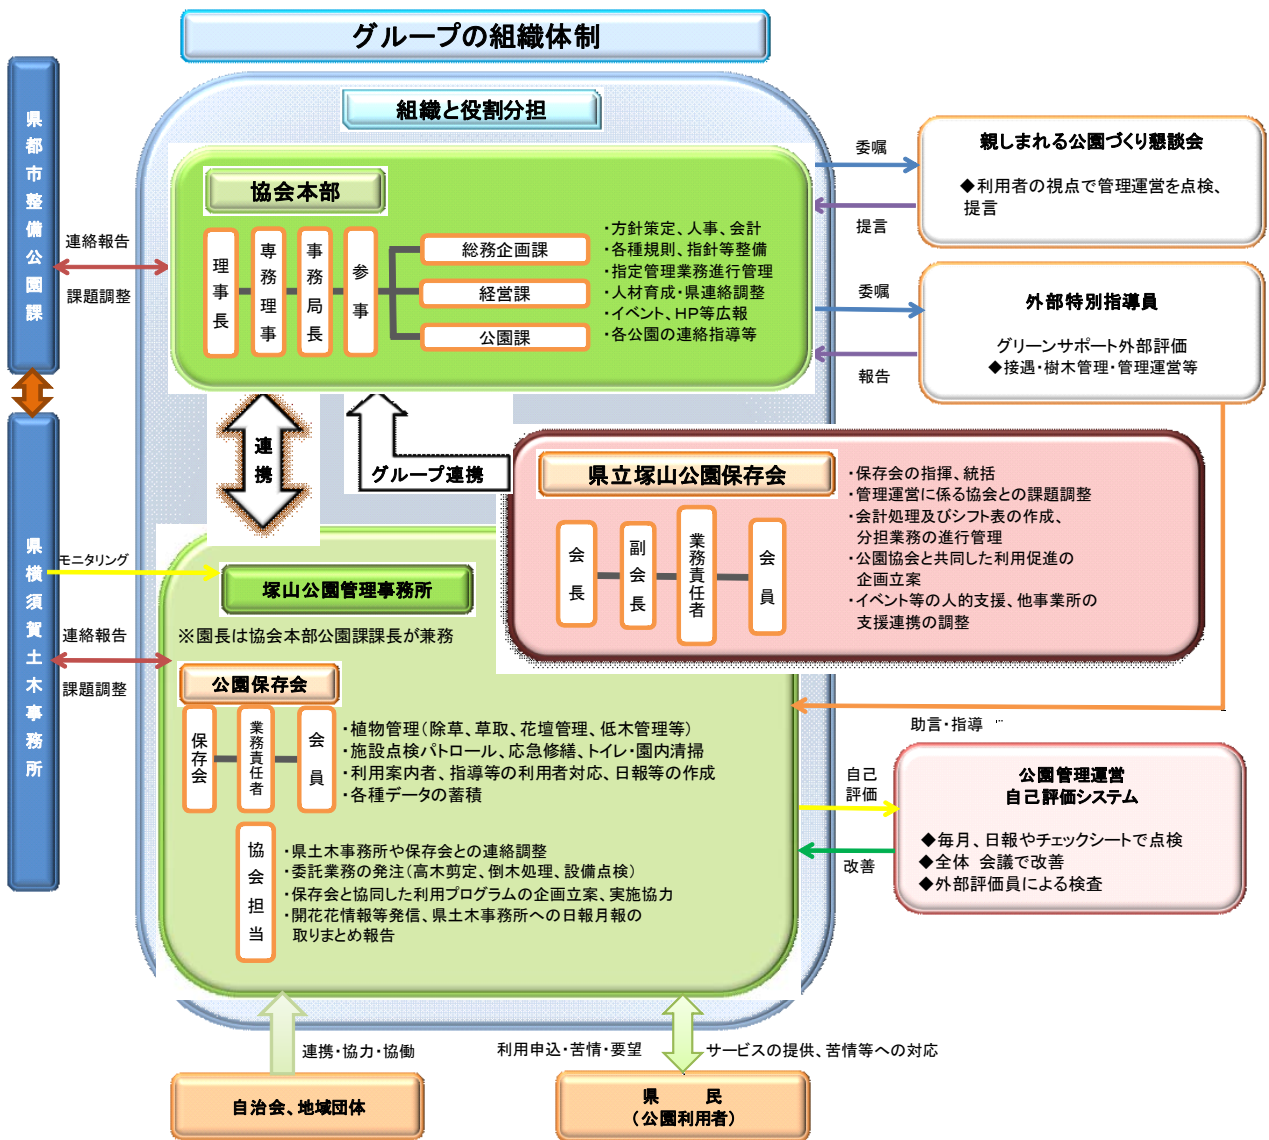 グループの組織体制
組織と役割分担
県都市整備公園課
連絡報告
課題調整
協会本部
理事長
専務理事
事務局長
参事
総務企画課
経営課
公園課
・方針策定、人事、会計
・各種規則、指針等整備
・指定管理業務進行管理
・人材育成・県連絡調整
・イベント、HP等広報
・各公園の連絡指導等
委嘱
提言
親しまれる公園づくり懇談会
◆利用者の視点で管理運営を点検、
提言
委嘱
報告
外部特別指導員
グリーンサポート外部評価
◆接遇・樹木管理・管理運営等
連携
グループ連携
県立塚山公園保存会
会長
副会長
業務責任者
会員
・保存会の指揮、統括
・管理運営に係る協会との課題調整
・会計処理及びシフト表の作成、
分担業務の進行管理
・公園協会と共同した利用促進の
企画立案
・イベント等の人的支援、他事業所の
支援連携の調整
県横須賀土木事務所
モニタリング
連絡報告
課題調整
塚山公園管理事務所
※園長は協会本部公園課課長が兼務
公園保存会
保存会
業務責任者
会員
・植物管理(除草、草取、花壇管理、低木管理等)
・施設点検パトロール、応急修繕、トイレ・園内清掃
・利用案内者、指導等の利用者対応、日報等の作成
・各種データの蓄積
協会担当
・県土木事務所や保存会との連絡調整
・委託業務の発注(高木剪定、倒木処理、設備点検)
・保存会と協同した利用プログラムの企画立案、実施協力
・開花花情報等発信、県土木事務所への日報月報の
取りまとめ報告
助言・指導
自己
評価
改善
公園管理運営
自己評価システム
◆毎月、日報やチェックシートで点検
◆全体 会議で改善
◆外部評価員による検査
連携・協力・協働
利用申込・苦情・要望
サービスの提供、苦情等への対応
自治会、地域団体
県 民
(公園利用者)